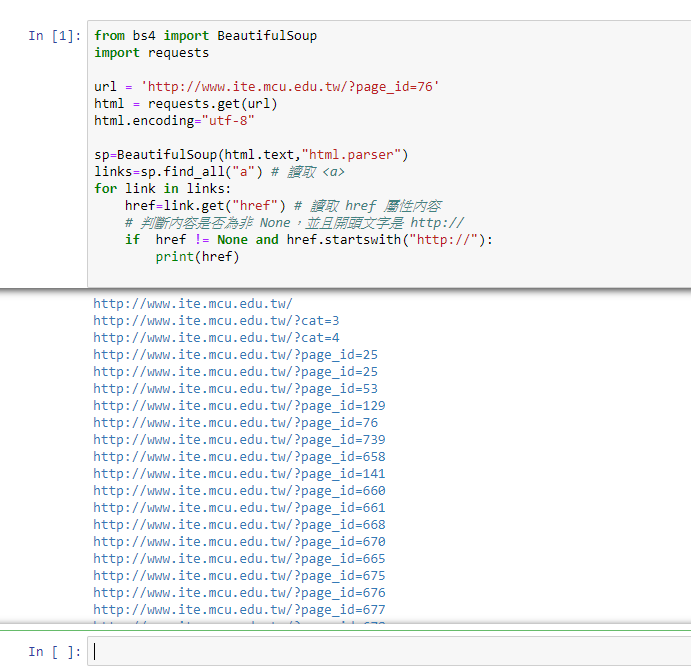 In [1]: from bs4 import BeautifulSoup
import requests
url = 'http://www.ite.mcu.edu.tw/?page_id=76'
html = requests.get(url)
html.encoding="utf-8"
sp=BeautifulSoup(html.text,"html.parser")
links=sp.find_all("a") # 讀取 <a>
for link in links:
    href=link.get("href") # 讀取 href 屬性內容
    # 判斷內容是否為非 None，並且開頭文字是 http://
    if  href != None and href.startswith("http://"):
        print(href)
http://www.ite.mcu.edu.tw/
http://www.ite.mcu.edu.tw/?cat=3
http://www.ite.mcu.edu.tw/?cat=4
http://www.ite.mcu.edu.tw/?page_id=25
http://www.ite.mcu.edu.tw/?page_id=25
http://www.ite.mcu.edu.tw/?page_id=53
http://www.ite.mcu.edu.tw/?page_id=129
http://www.ite.mcu.edu.tw/?page_id=76
http://www.ite.mcu.edu.tw/?page_id=739
http://www.ite.mcu.edu.tw/?page_id=658
http://www.ite.mcu.edu.tw/?page_id=141
http://www.ite.mcu.edu.tw/?page_id=660
http://www.ite.mcu.edu.tw/?page_id=661
http://www.ite.mcu.edu.tw/?page_id=668
http://www.ite.mcu.edu.tw/?page_id=670
http://www.ite.mcu.edu.tw/?page_id=665
http://www.ite.mcu.edu.tw/?page_id=675
http://www.ite.mcu.edu.tw/?page_id=676
http://www.ite.mcu.edu.tw/?page_id=677
In [ ]: